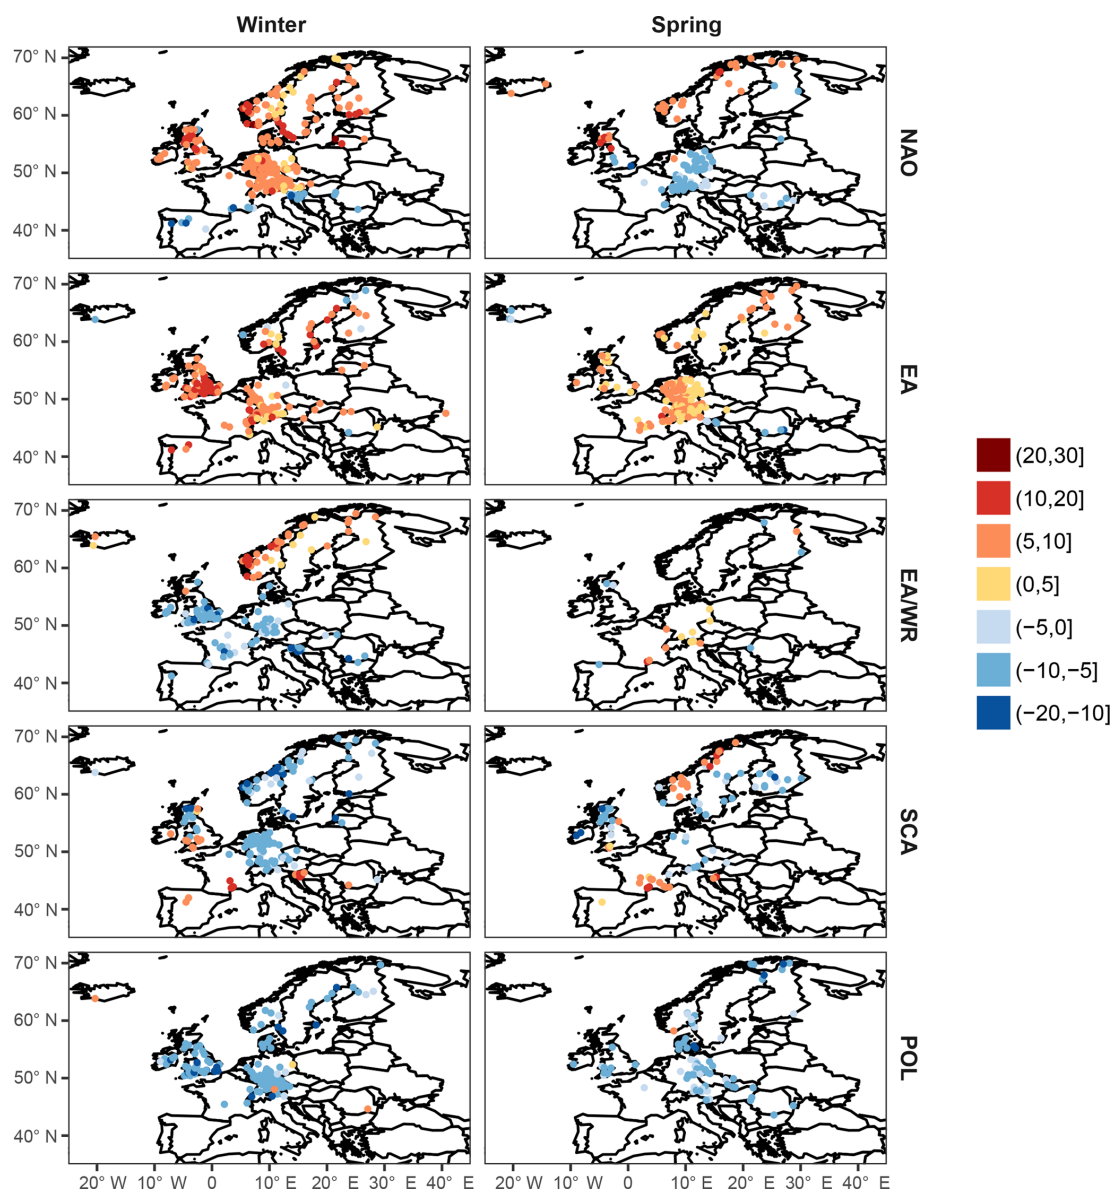 Winter Spring
70° N
60° N
50° N
40° N
NAO
70° N
60° N
50° N
40° N
EA
70° N
60° N
50° N
40° N
EA/WR
70° N
60° N
50° N
40° N
SCA
70° N
60° N
50° N
40° N
POL
(20,30]
(10,20]
(5,10]
(0,5]
(−5,0]
(−10,−5]
(−20,−10]
20° W 10° W 0 10° E 20° E 30° E 40° E 20° W 10° W 0 10° E 20° E 30° E 40° E